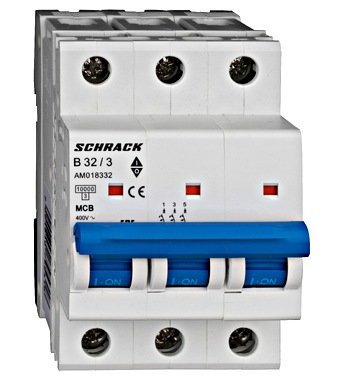 SCHRACK
B 32 / 3
AM018332
10000
3
CE
1 3 5
MCB
400V ~
I-ON I-ON I-ON